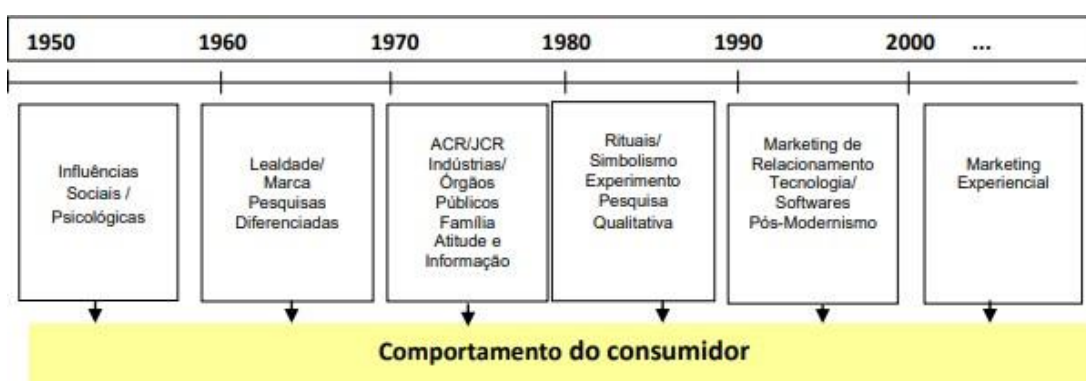 1950 1960 1970 1980 1990 2000 ...
Influências
Sociais /
Psicológicas
Lealdade/
Marca
Pesquisas
Diferenciadas
ACR/JCR
Indústrias/
Órgãos
Públicos
Família
Atitude e
Informação
Rituais/
Simbolismo
Experimento
Pesquisa
Qualitativa
Marketing de
Relacionamento
Tecnologia/
Softwares
Pós-Modernismo
Marketing
Experiencial
Comportamento do consumidor